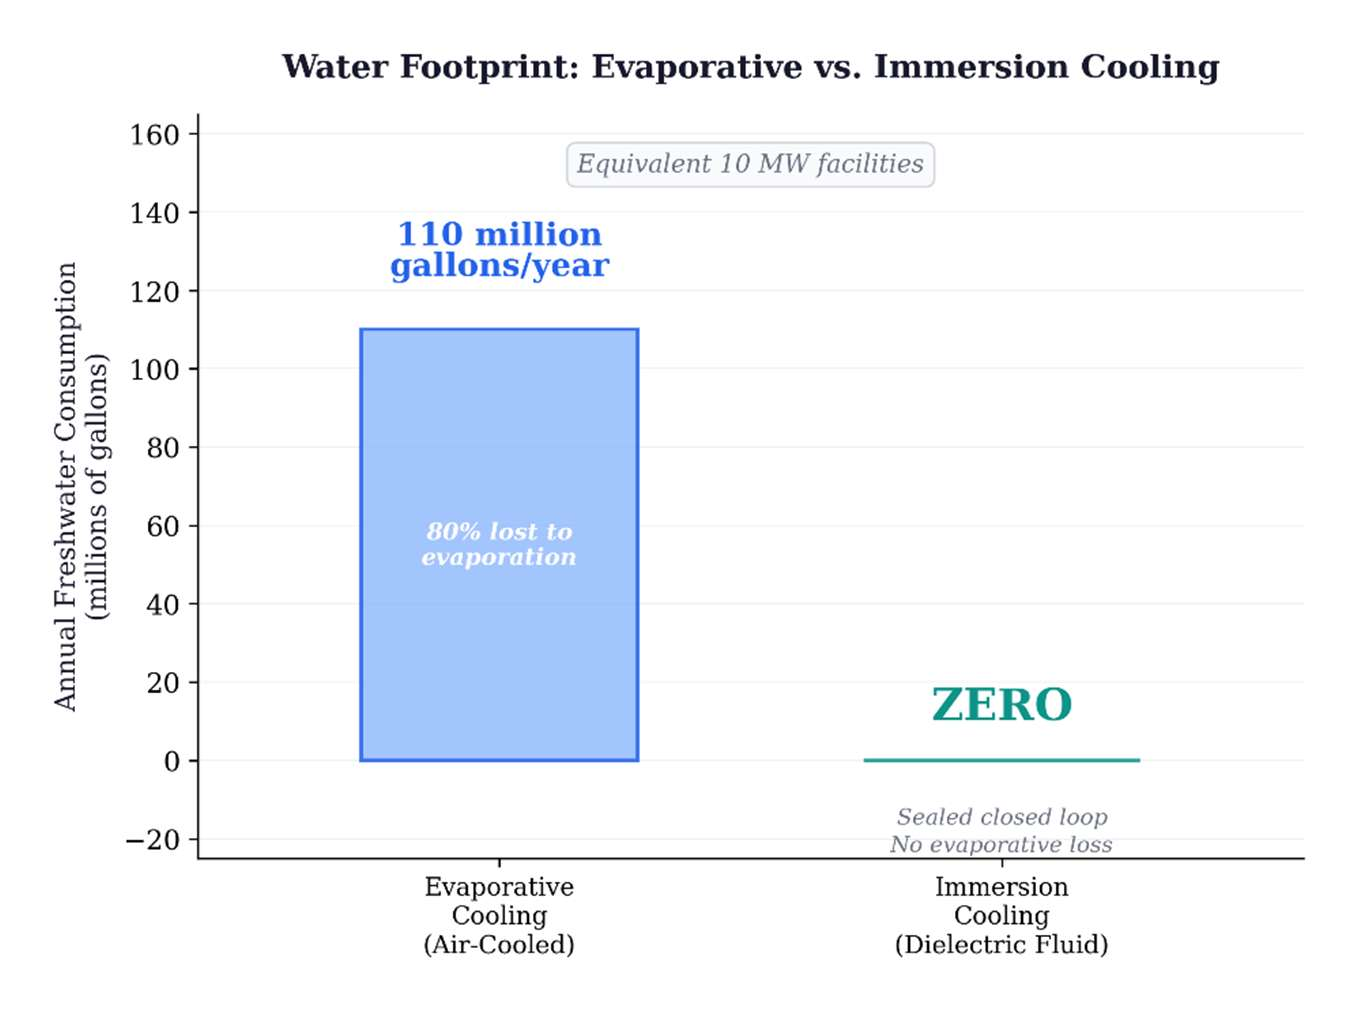 Water Footprint: Evaporative vs. Immersion Cooling
Annual Freshwater Consumption
(millions of gallons)
160
140
120
100
80
60
40
20
0
−20
Equivalent 10 MW facilities
110 million
gallons/year
80% lost to
evaporation
ZERO
Sealed closed loop
No evaporative loss
Evaporative
Cooling
(Air-Cooled)
Immersion
Cooling
(Dielectric Fluid)